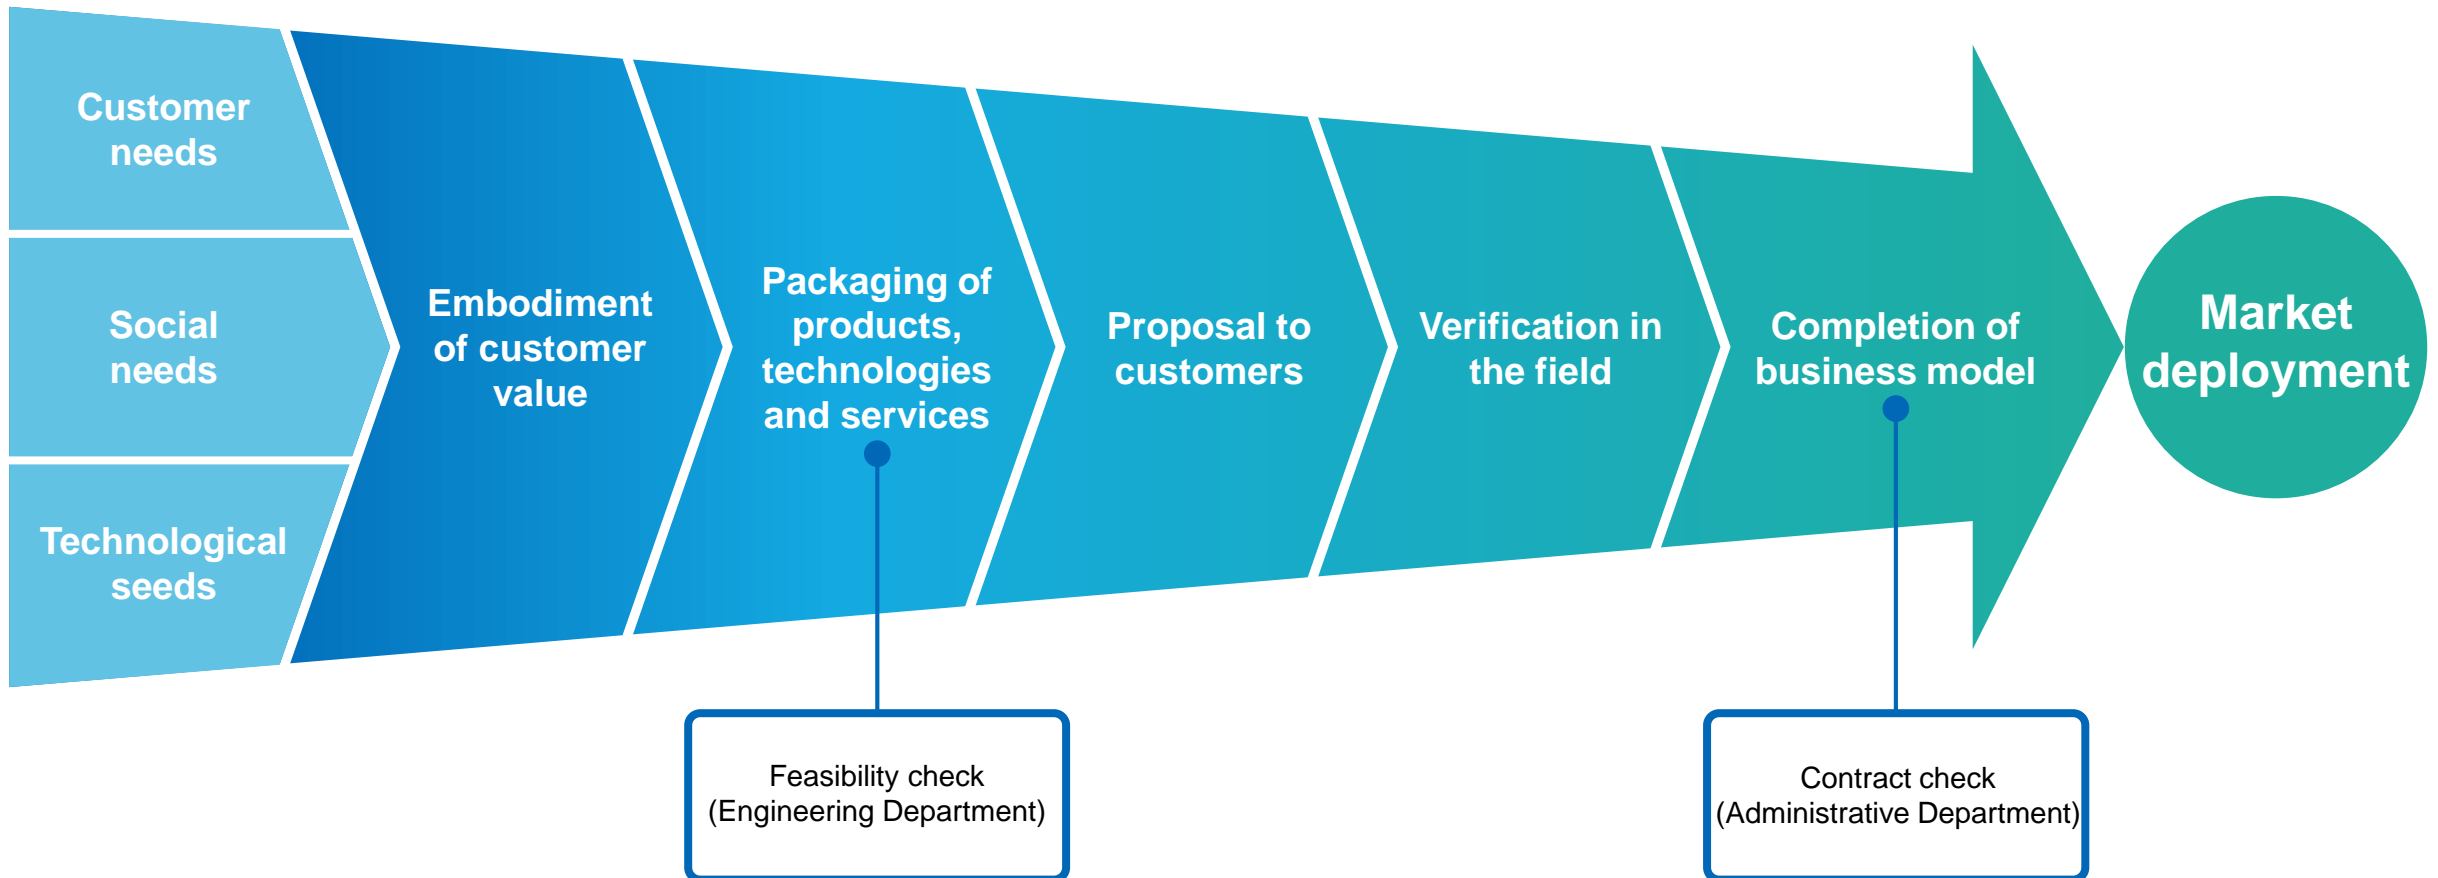 Customer
needs
Social
needs
Technological
seeds
Embodiment
of customer
value
Packaging of
products,
technologies
and services
Proposal to
customers
Verification in
the field
Completion of
business model
Market
deployment
Feasibility check
(Engineering Department)
Contract check
(Administrative Department)